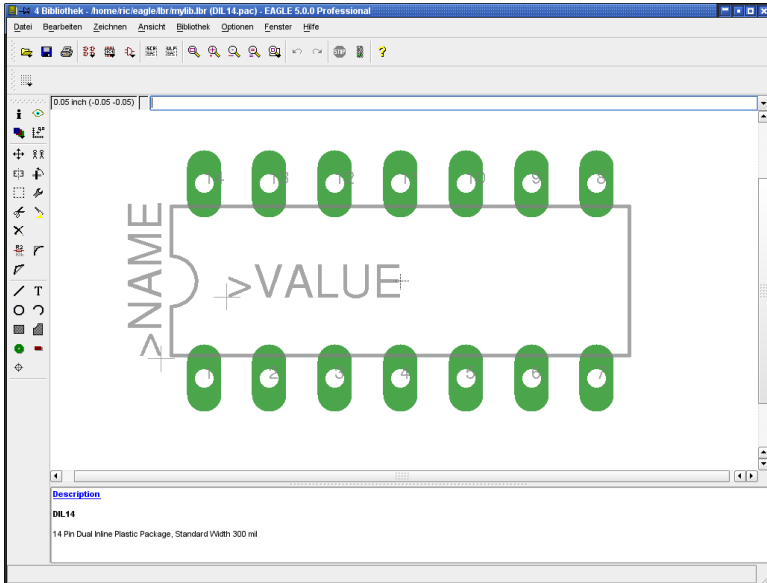 4 Bibliothek - /home/ric/eagle/lbr/mylib.lbr (DIL14.pac) - EAGLE 5.0.0 Professional
Datei Bearbeiten Zeichnen Ansicht Bibliothek Optionen Fenster Hilfe
SCR ULP STOP
0.05 inch (-0.05 -0.05)
14 13 12 11 10 9 8
>NAME
>VALUE
1 2 3 4 5 6 7
Description
DIL14
14 Pin Dual Inline Plastic Package, Standard Width 300 mil